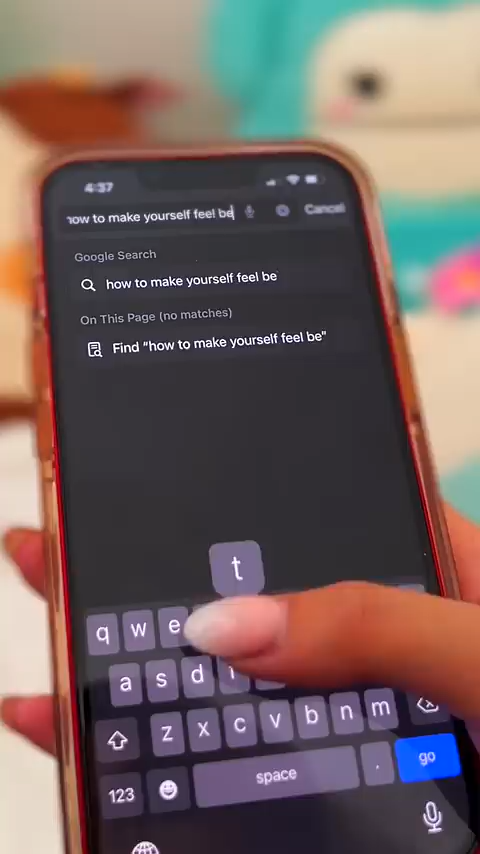 4:37
how to make yourself feel be
Cancel
Google Search
how to make yourself feel be
On This Page (no matches)
Find "how to make yourself feel be"
t
q w e
a s d
z x c v b n m
123 space . go